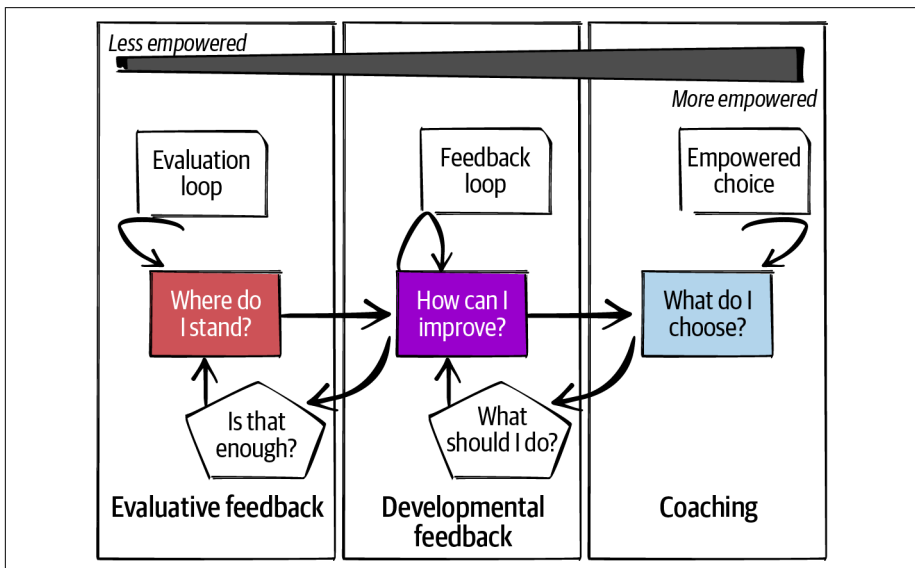 Less empowered
More empowered
Evaluation
loop
Feedback
loop
Empowered
choice
Where do
I stand?
How can I
improve?
What do I
choose?
Is that
enough?
What
should I do?
Evaluative feedback
Developmental
feedback
Coaching